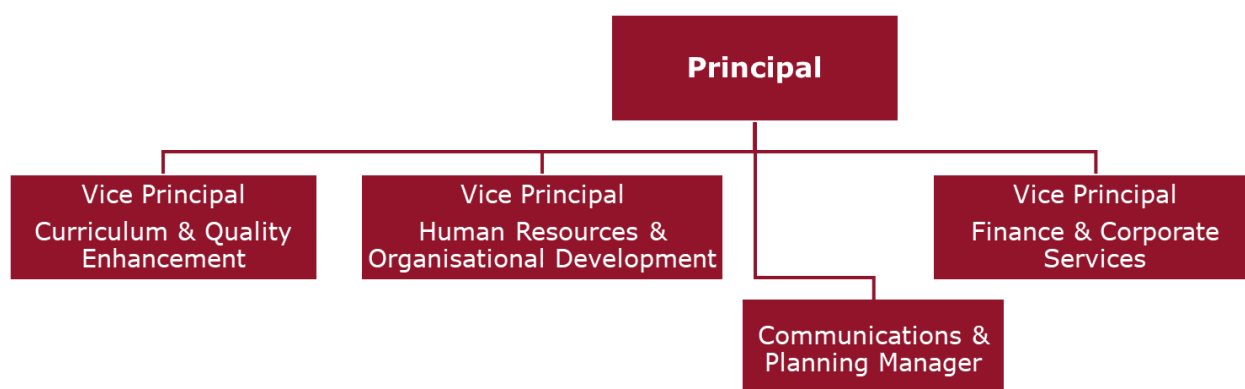 Principal
Vice Principal
Curriculum & Quality
Enhancement
Vice Principal
Human Resources &
Organisational Development
Vice Principal
Finance & Corporate
Services
Communications &
Planning Manager